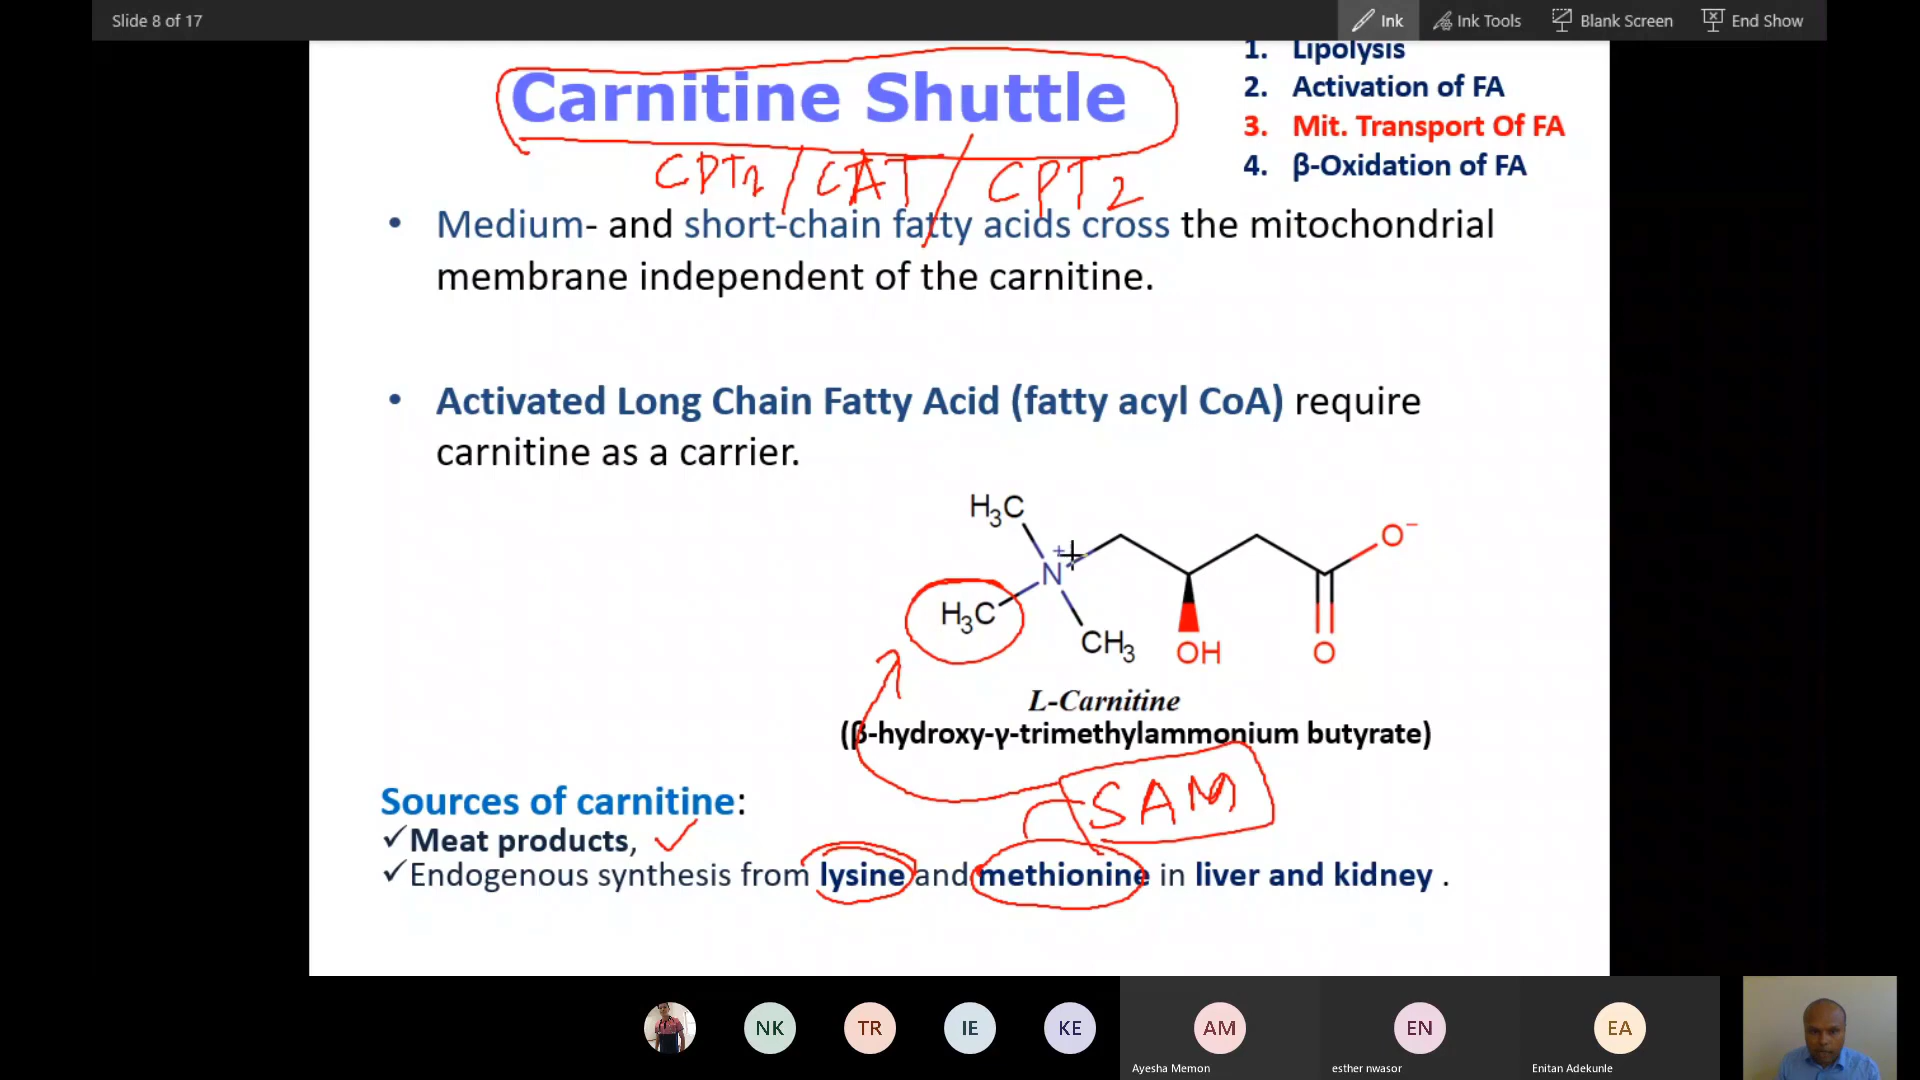 Slide 8 of 17
Ink
Ink Tools
Blank Screen
End Show
Carnitine Shuttle
1. Lipolysis
2. Activation of FA
3. Mit. Transport Of FA
4. β-Oxidation of FA
CPT1 / CAT / CPT2
• Medium- and short-chain fatty acids cross the mitochondrial
membrane independent of the carnitine.
• Activated Long Chain Fatty Acid (fatty acyl CoA) require
carnitine as a carrier.
H₃C
O⁻
+
N
H₃C
CH₃
OH
O
L-Carnitine
(β-hydroxy-γ-trimethylammonium butyrate)
SAM
Sources of carnitine:
✓Meat products,
✓Endogenous synthesis from lysine and methionine in liver and kidney .
NK
TR
IE
KE
AM
EN
EA
Ayesha Memon
esther nwasor
Enitan Adekunle